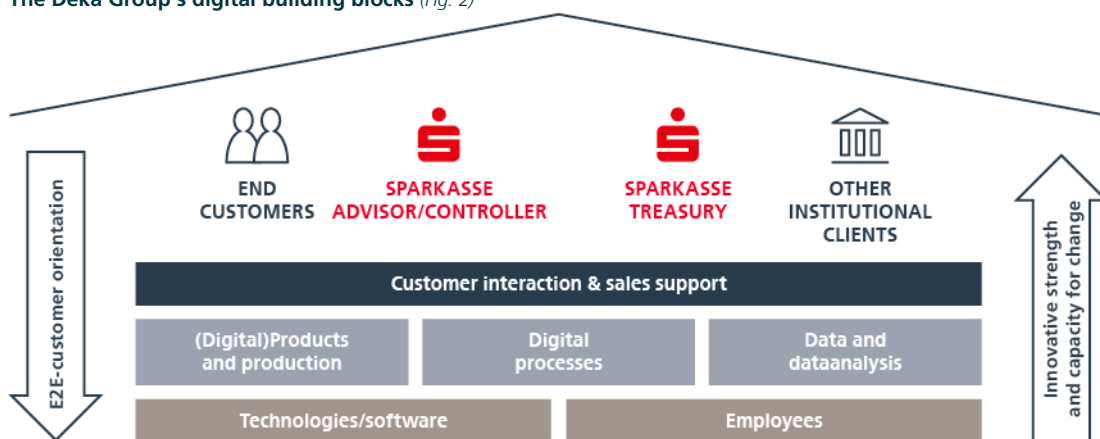 The Deka Group's digital building blocks (Fig. 2)
END
CUSTOMERS
SPARKASSE
ADVISOR/CONTROLLER
SPARKASSE
TREASURY
OTHER
INSTITUTIONAL
CLIENTS
E2E-customer orientation
Innovative strength
and capacity for change
Customer interaction & sales support
(Digital)Products
and production
Digital
processes
Data and
dataanalysis
Technologies/software
Employees